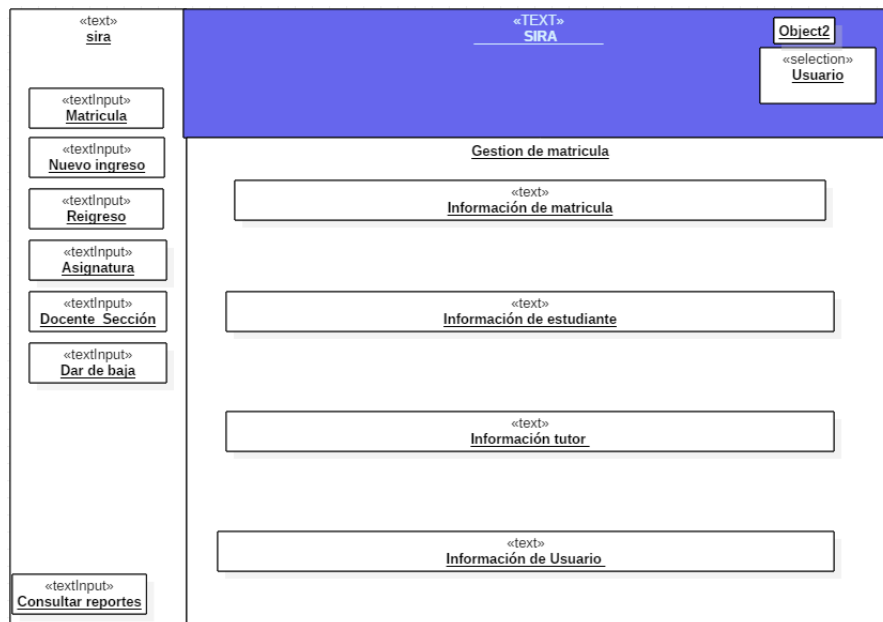 «text»
sira
«textInput»
Matricula
«textInput»
Nuevo ingreso
«textInput»
Reigreso
«textInput»
Asignatura
«textInput»
Docente_Sección
«textInput»
Dar de baja
«textInput»
Consultar reportes
«TEXT»
SIRA
Object2
«selection»
Usuario
Gestion de matricula
«text»
Información de matricula
«text»
Información de estudiante
«text»
Información tutor
«text»
Información de Usuario